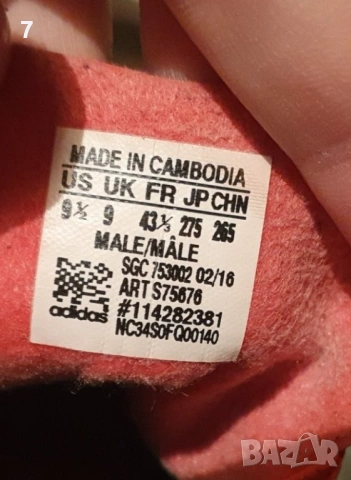 7
MADE IN CAMBODIA
US UK FR JP CHN
9½ 9 43⅓ 275 265
MALE/MÂLE
SGC 753002 02/16
ART S75676
#114282381
NC34S0FQ00140
adidas
BAZAR